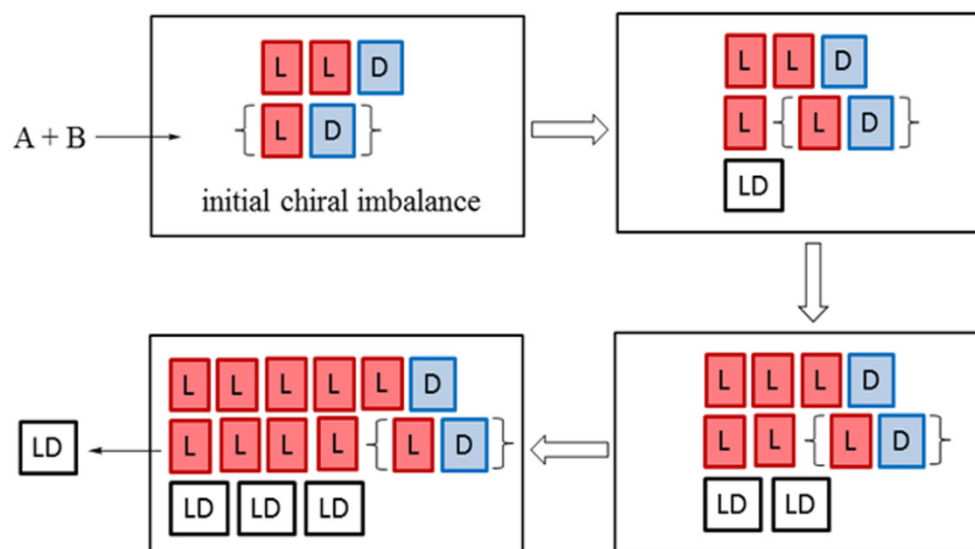 A + B
L L D
{ L D }
initial chiral imbalance
L L D
L { L D }
LD
L L L D
L L { L D }
LD LD
L L L L L D
L L L L { L D }
LD LD LD
LD